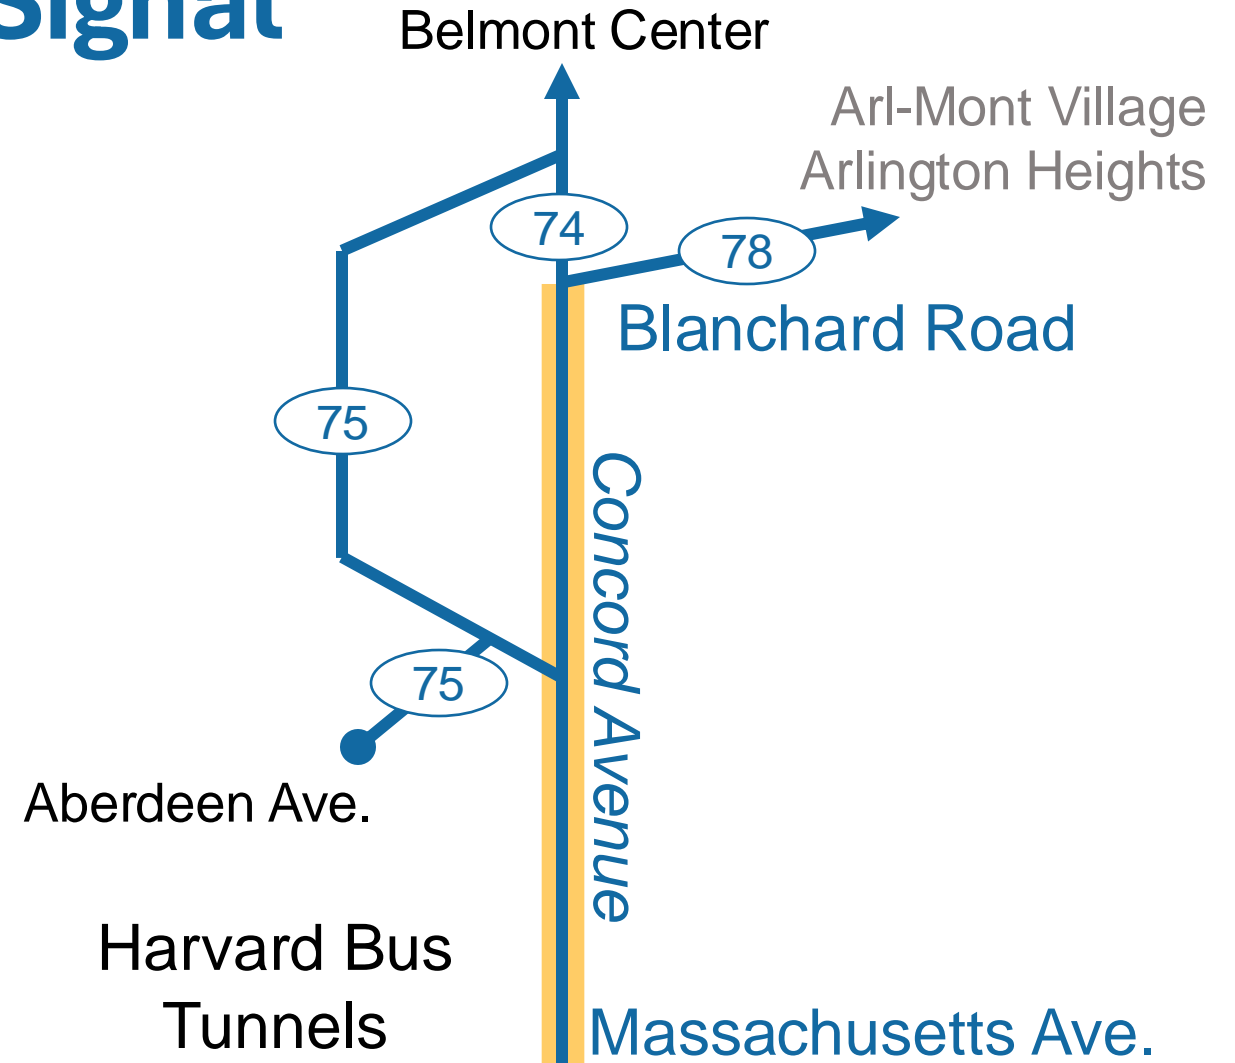 Signal
Belmont Center
Arl-Mont Village
Arlington Heights
74
78
Blanchard Road
75
Concord Avenue
75
Aberdeen Ave.
Harvard Bus
Tunnels
Massachusetts Ave.